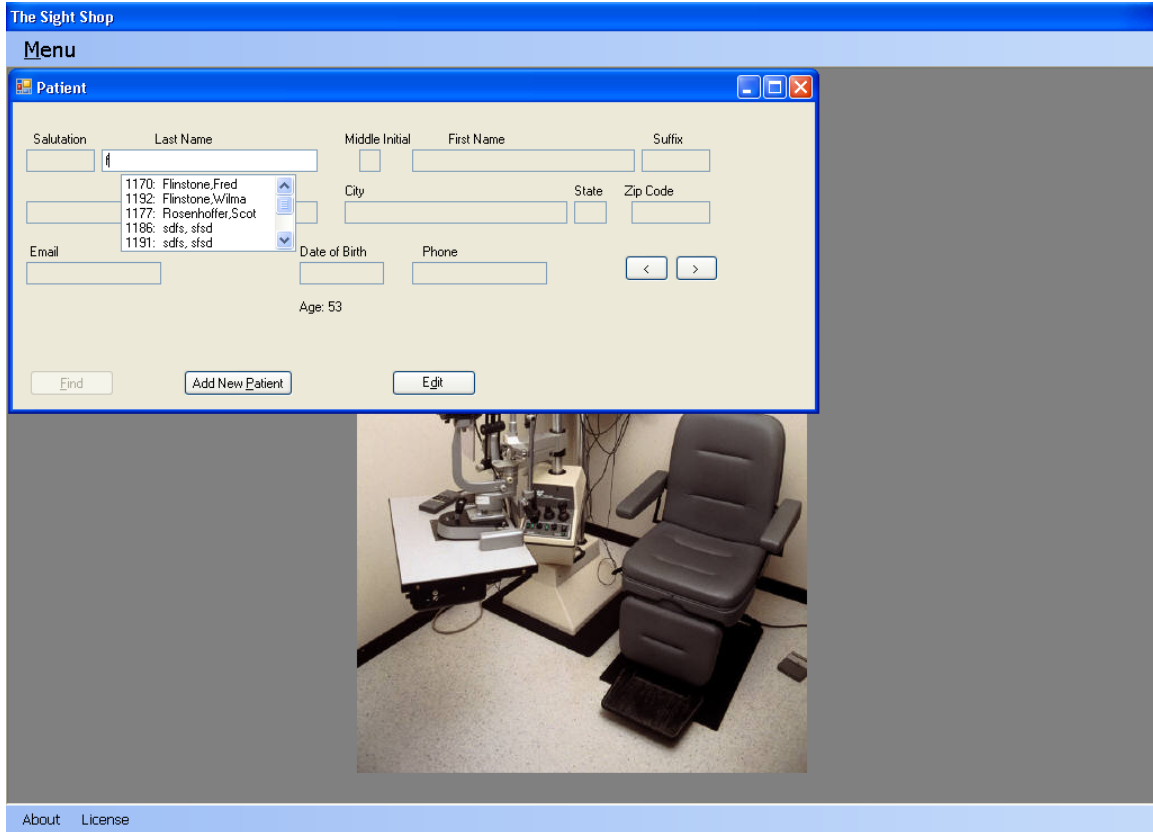 The Sight Shop
Menu
Patient
Salutation Last Name Middle Initial First Name Suffix
f
1170: Flinstone,Fred
1192: Flinstone,Wilma
1177: Rosenhoffer,Scot
1186: sdfs, sfsd
1191: sdfs, sfsd
City State Zip Code
Email Date of Birth Phone
< >
Age: 53
Find Add New Patient Edit
About License